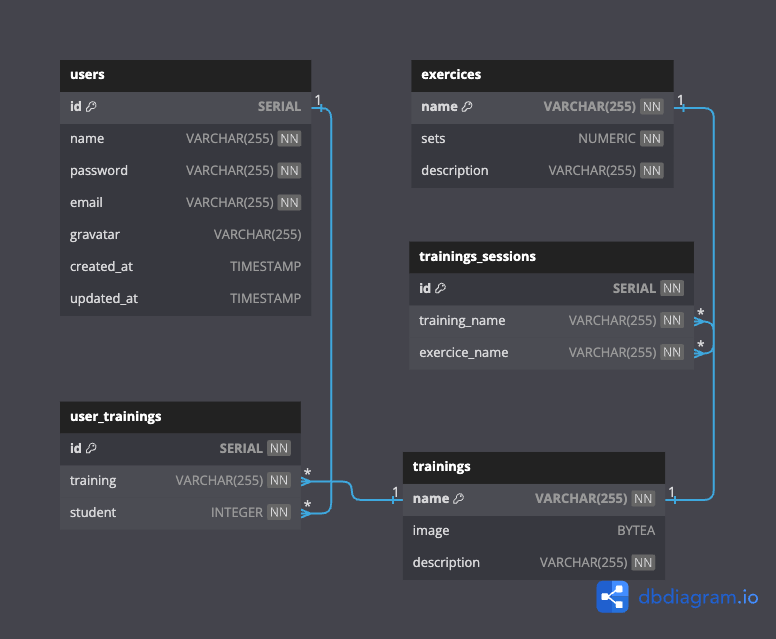 users
id SERIAL
name VARCHAR(255) NN
password VARCHAR(255) NN
email VARCHAR(255) NN
gravatar VARCHAR(255)
created_at TIMESTAMP
updated_at TIMESTAMP
1
exercices
name VARCHAR(255) NN
sets NUMERIC NN
description VARCHAR(255) NN
1
trainings_sessions
id SERIAL NN
training_name VARCHAR(255) NN
*
exercice_name VARCHAR(255) NN
*
user_trainings
id SERIAL NN
training VARCHAR(255) NN
*
student INTEGER NN
*
trainings
1
name VARCHAR(255) NN
1
image BYTEA
description VARCHAR(255) NN
dbdiagram.io